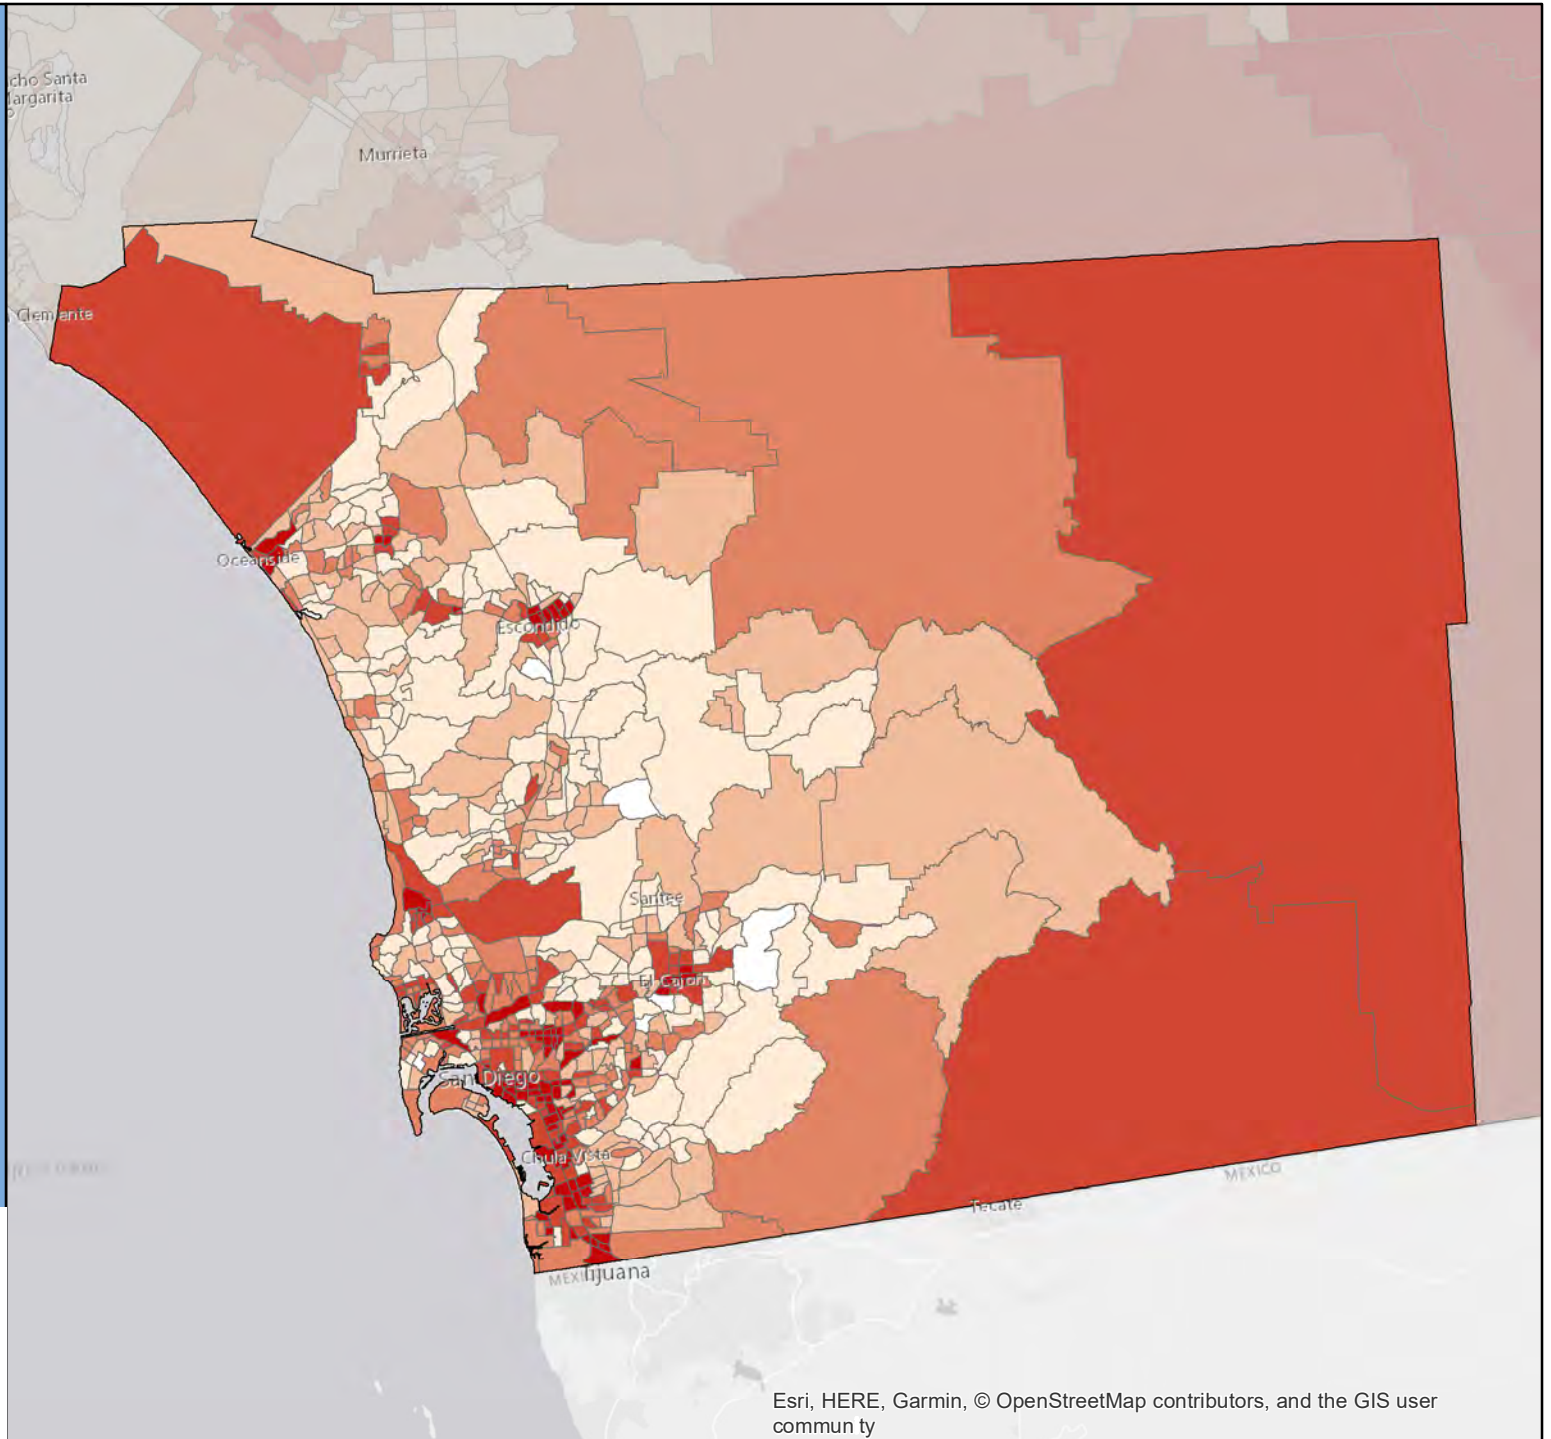 cho Santa
Margarita
Murrieta
Clemente
Oceanside
Escondido
Santee
El Cajon
San Diego
Chula Vista
MEXICO
Tecate
Tijuana
Esri, HERE, Garmin, © OpenStreetMap contributors, and the GIS user
commun ty